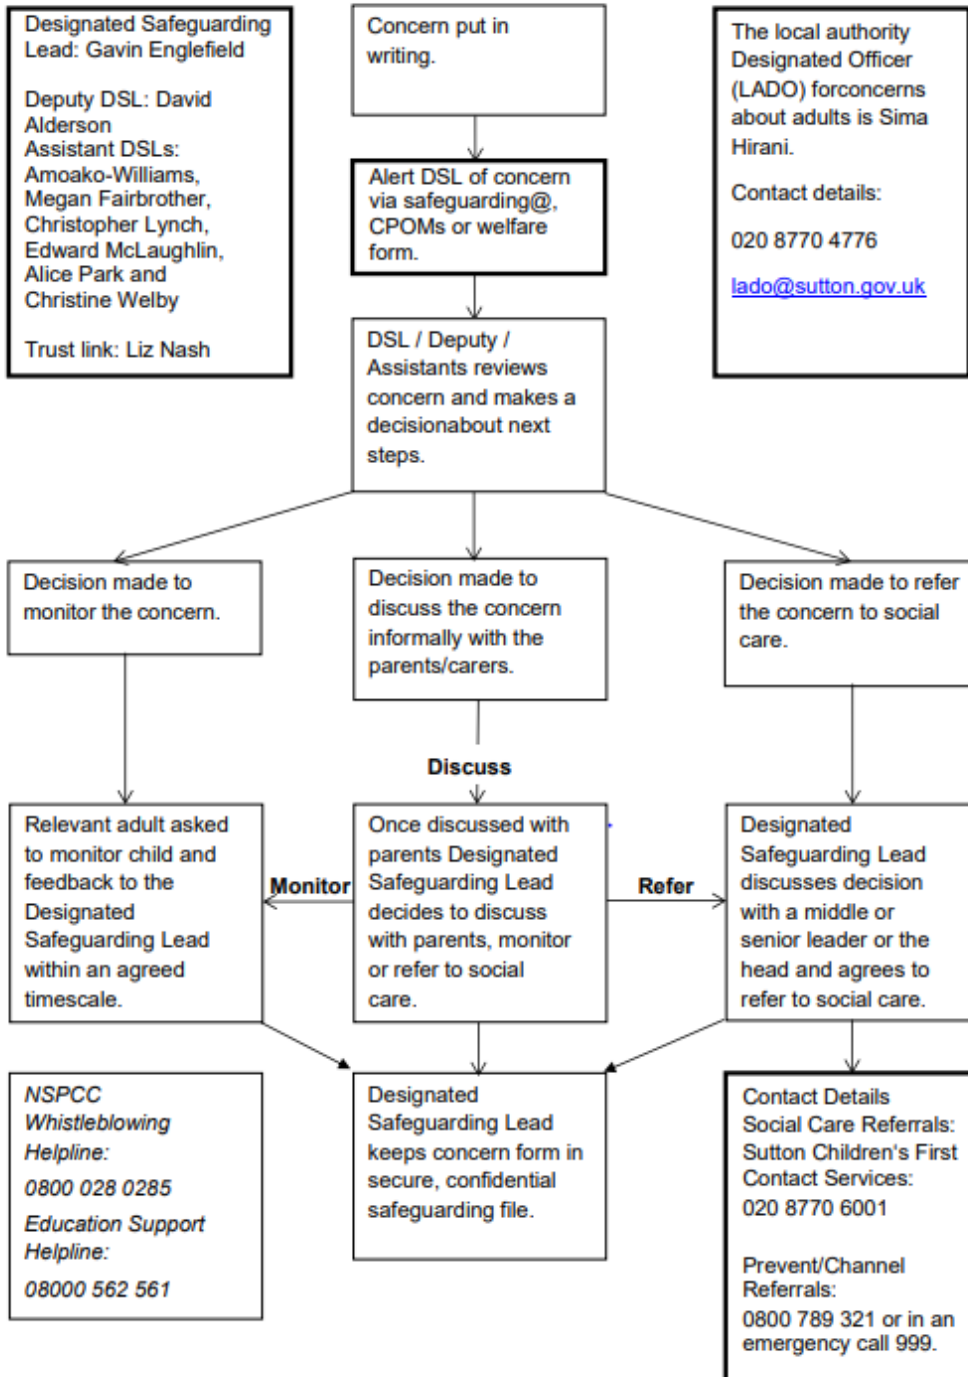 Designated Safeguarding
Lead: Gavin Englefield
Deputy DSL: David
Alderson
Assistant DSLs:
Amoako-Williams,
Megan Fairbrother,
Christopher Lynch,
Edward McLaughlin,
Alice Park and
Christine Welby
Trust link: Liz Nash
Concern put in
writing.
The local authority
Designated Officer
(LADO) forconcerns
about adults is Sima
Hirani.
Contact details:
020 8770 4776
lado@sutton.gov.uk
Alert DSL of concern
via safeguarding@,
CPOMs or welfare
form.
DSL / Deputy /
Assistants reviews
concern and makes a
decisionabout next
steps.
Decision made to
monitor the concern.
Decision made to
discuss the concern
informally with the
parents/carers.
Decision made to refer
the concern to social
care.
Discuss
Relevant adult asked
to monitor child and
feedback to the
Designated
Safeguarding Lead
within an agreed
timescale.
Monitor
Once discussed with
parents Designated
Safeguarding Lead
decides to discuss
with parents, monitor
or refer to social
care.
Refer
Designated
Safeguarding Lead
discusses decision
with a middle or
senior leader or the
head and agrees to
refer to social care.
NSPCC
Whistleblowing
Helpline:
0800 028 0285
Education Support
Helpline:
08000 562 561
Designated
Safeguarding Lead
keeps concern form in
secure, confidential
safeguarding file.
Contact Details
Social Care Referrals:
Sutton Children's First
Contact Services:
020 8770 6001
Prevent/Channel
Referrals:
0800 789 321 or in an
emergency call 999.